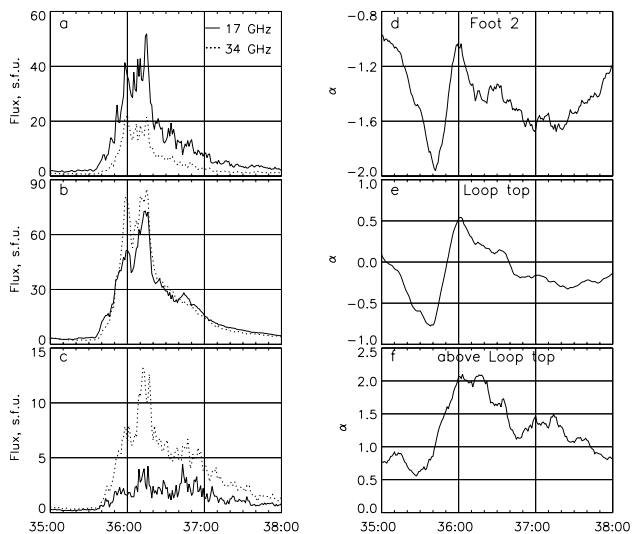 a
17 GHz
34 GHz
Flux, s.f.u.
60
40
20
0
b
Flux, s.f.u.
90
60
30
0
c
Flux, s.f.u.
15
10
5
0
35:00 36:00 37:00 38:00
d Foot 2
α
−0.8
−1.2
−1.6
−2.0
e Loop top
α
1.0
0.5
0.0
−0.5
−1.0
f above Loop top
α
2.5
2.0
1.5
1.0
0.5
0.0
35:00 36:00 37:00 38:00